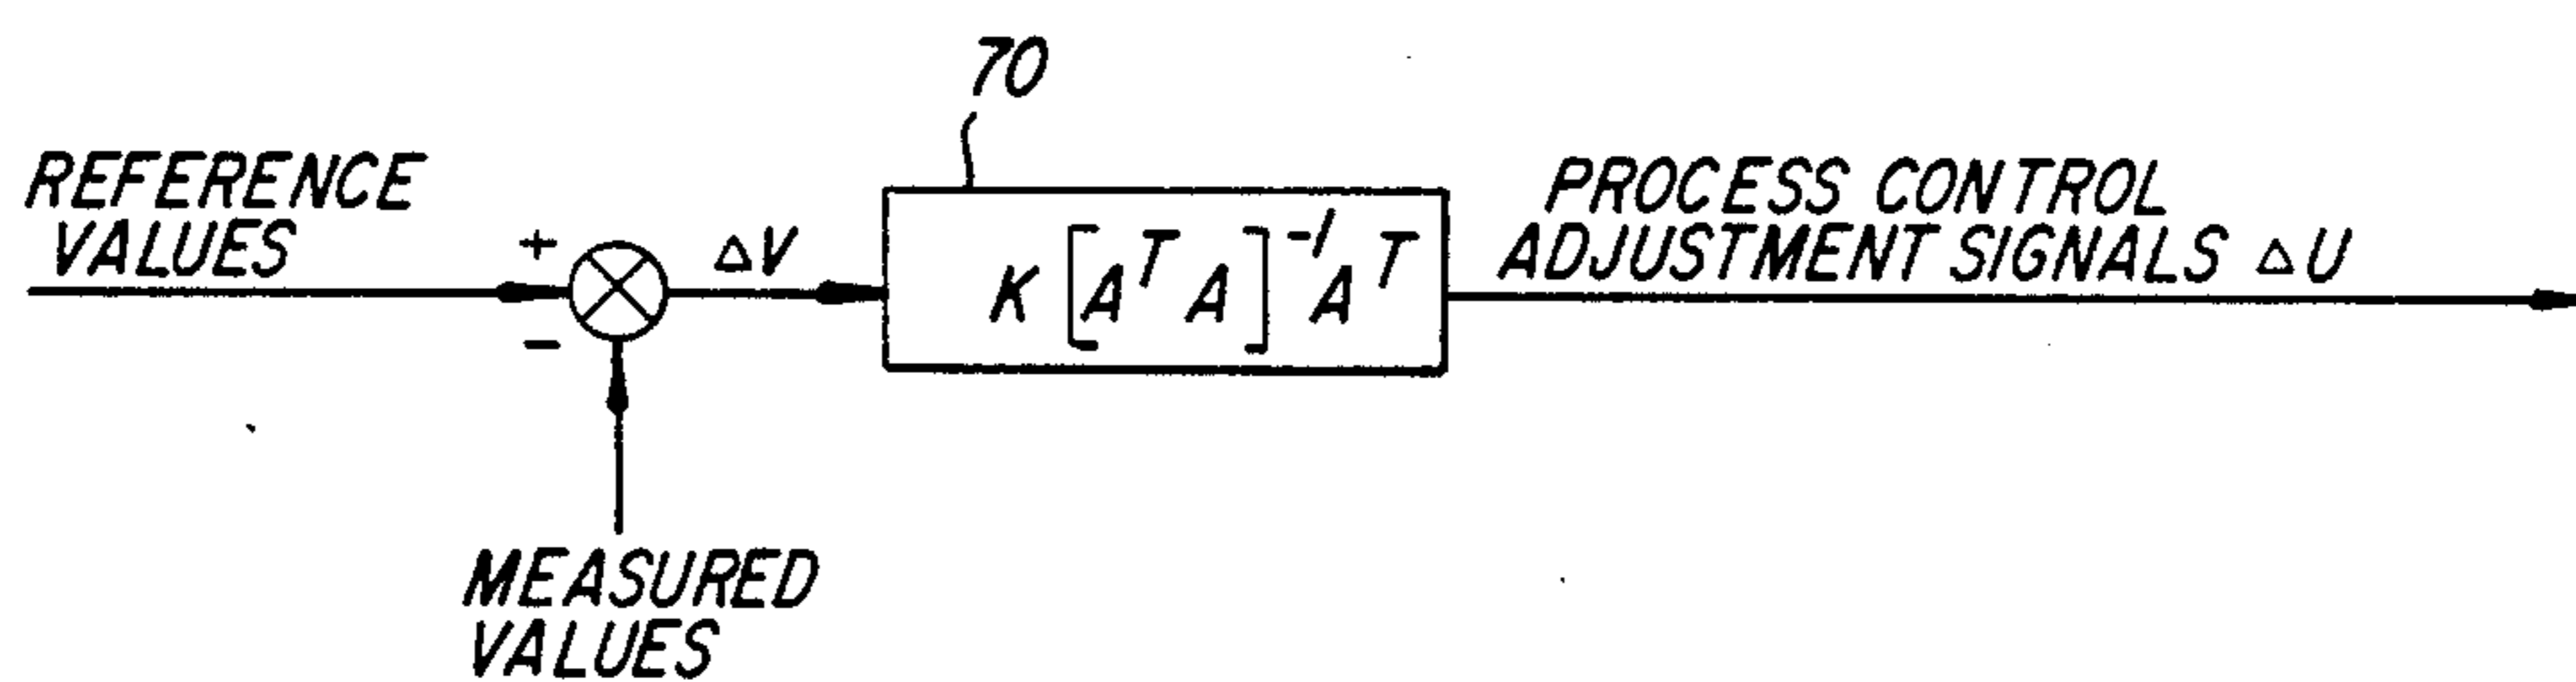 70
REFERENCE
VALUES
+
−
ΔV
K [A^T A]^-1 A^T
PROCESS CONTROL
ADJUSTMENT SIGNALS ΔU
MEASURED
VALUES